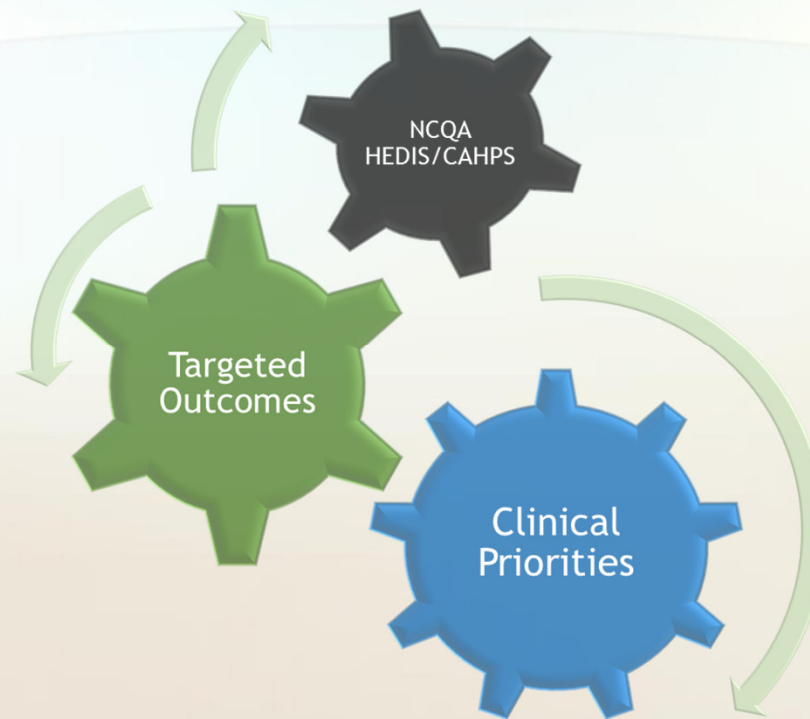 NCQA
HEDIS/CAHPS
Targeted
Outcomes
Clinical
Priorities